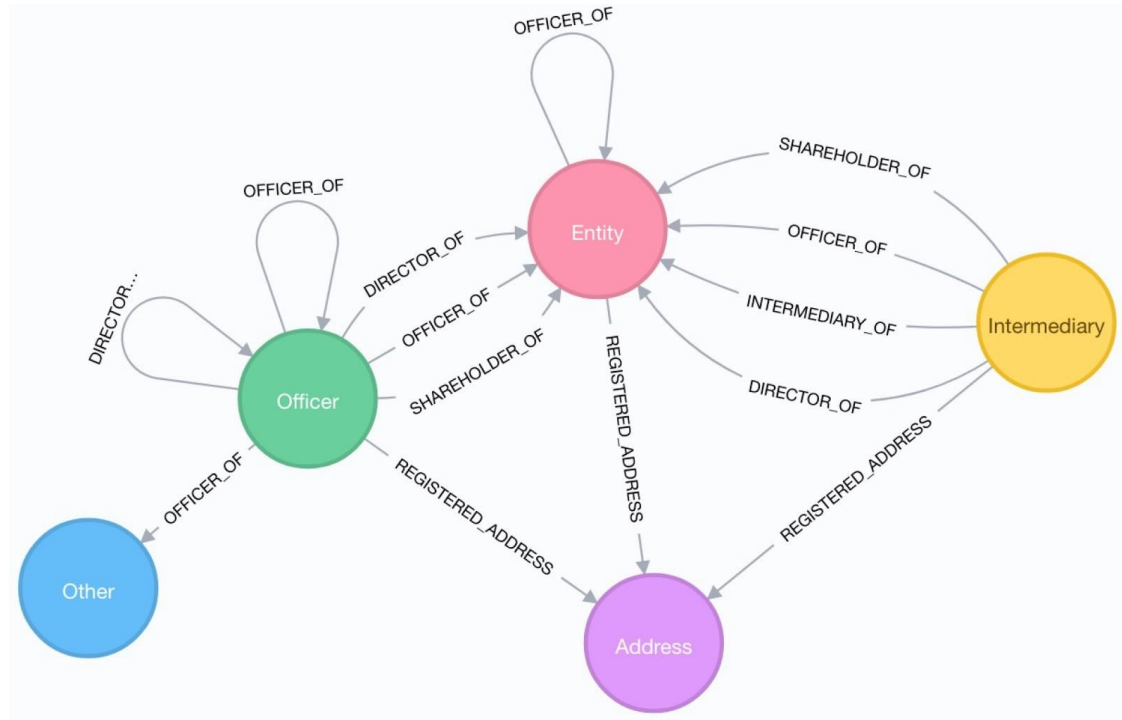 OFFICER_OF
SHAREHOLDER_OF
OFFICER_OF
Entity
OFFICER_OF
DIRECTOR_OF
DIRECTOR...
OFFICER_OF
INTERMEDIARY_OF
Intermediary
SHAREHOLDER_OF
DIRECTOR_OF
Officer
REGISTERED_ADDRESS
OFFICER_OF
REGISTERED_ADDRESS
REGISTERED_ADDRESS
Other
Address